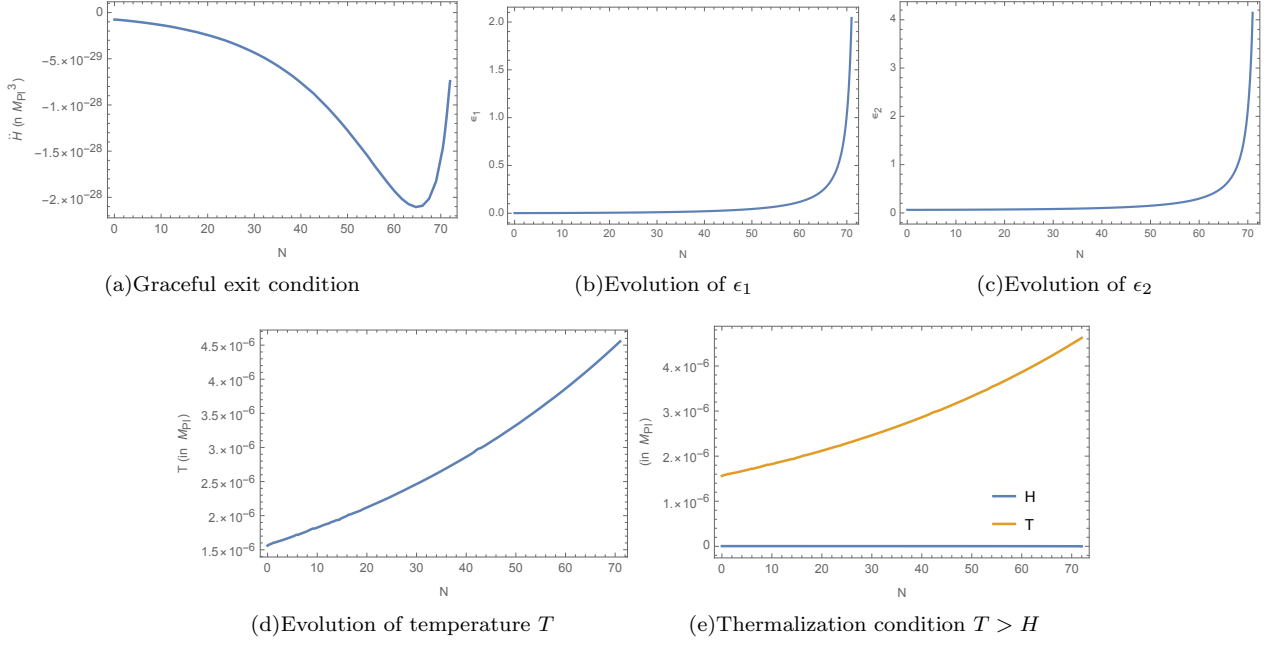 0
-5.×10^-29
-1.×10^-28
-1.5×10^-28
-2.×10^-28
Ḧ (n M_Pl^3)
0 10 20 30 40 50 60 70
N
(a)Graceful exit condition
2.0
1.5
1.0
0.5
0.0
ϵ_1
0 10 20 30 40 50 60 70
N
(b)Evolution of ϵ_1
4
3
2
1
0
ϵ_2
0 10 20 30 40 50 60 70
N
(c)Evolution of ϵ_2
4.5×10^-6
4.×10^-6
3.5×10^-6
3.×10^-6
2.5×10^-6
2.×10^-6
1.5×10^-6
T (in M_Pl)
0 10 20 30 40 50 60 70
N
(d)Evolution of temperature T
4.×10^-6
3.×10^-6
2.×10^-6
1.×10^-6
0
(in M_Pl)
H
T
0 10 20 30 40 50 60 70
N
(e)Thermalization condition T > H